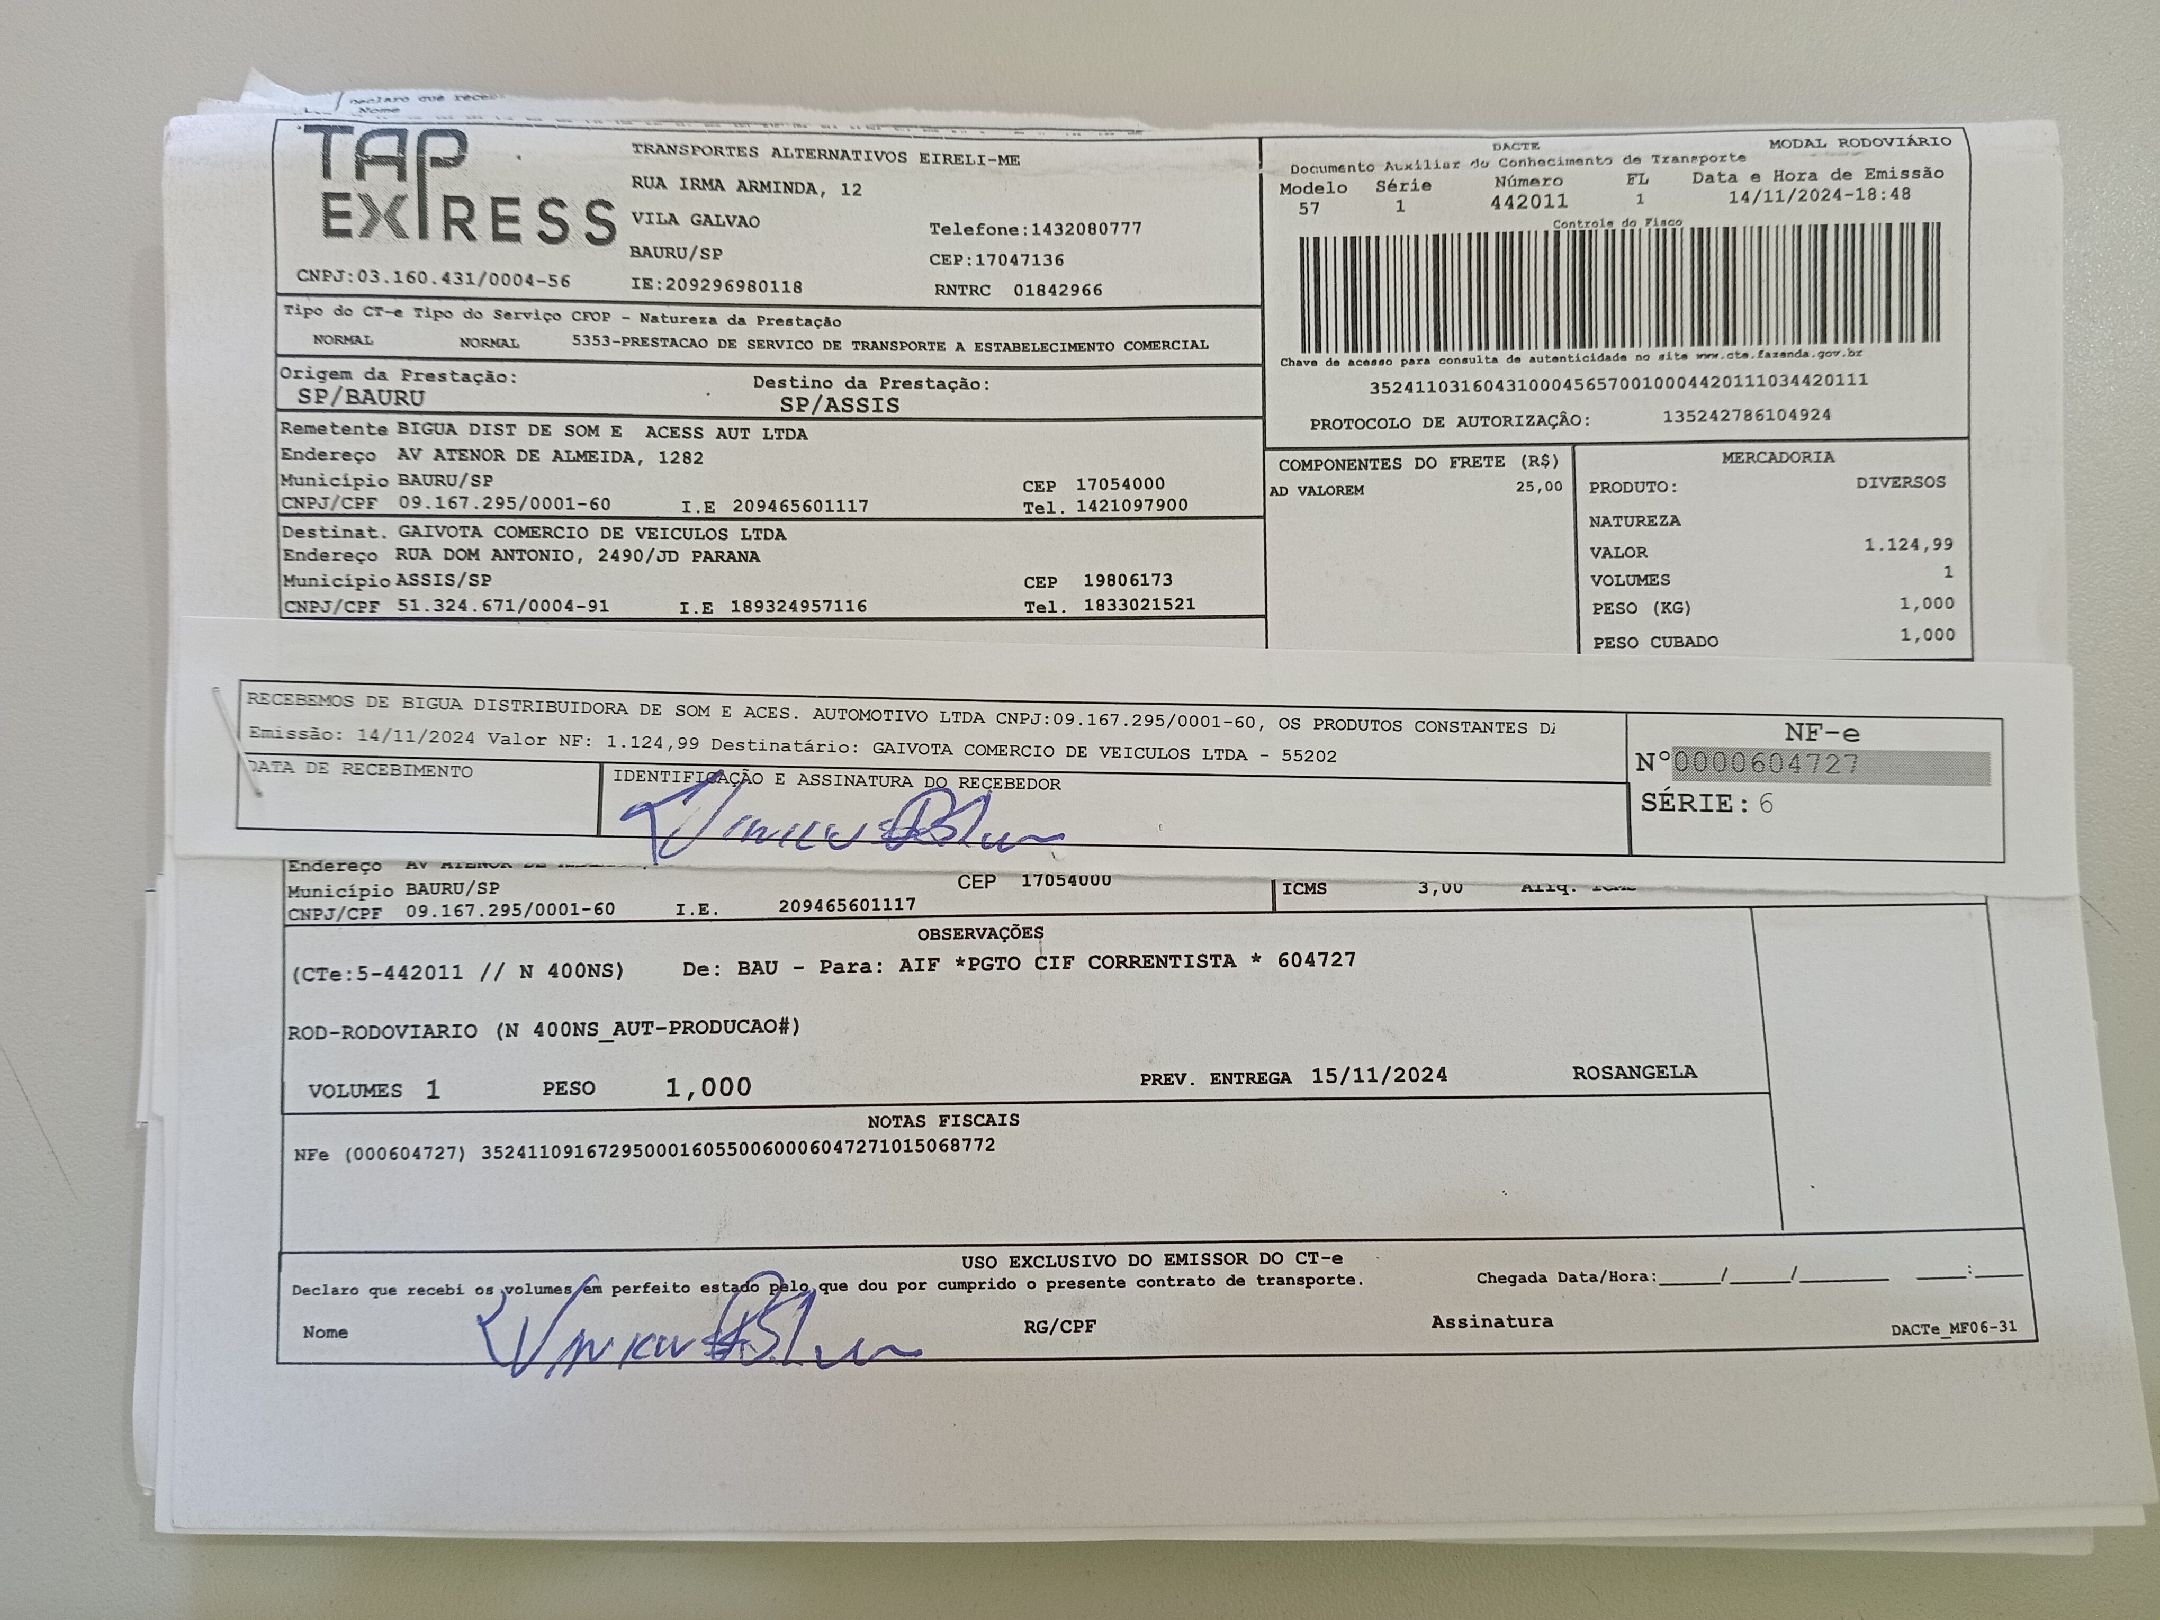 Declaro que receb
Nome
TAP EXPRESS
TRANSPORTES ALTERNATIVOS EIRELI-ME
RUA IRMA ARMINDA, 12
VILA GALVAO
Telefone:1432080777
BAURU/SP
CEP:17047136
CNPJ:03.160.431/0004-56
IE:209296980118
RNTRC 01842966
DACTE
MODAL RODOVIÁRIO
Documento Auxiliar do Conhecimento de Transporte
Modelo Série Número FL Data e Hora de Emissão
57 1 442011 1 14/11/2024-18:48
Controle do Fisco
Chave de acesso para consulta de autenticidade no site www.cte.fazenda.gov.br
35241103160431000456570010004420111034420111
PROTOCOLO DE AUTORIZAÇÃO: 135242786104924
Tipo do CT-e Tipo do Serviço CFOP - Natureza da Prestação
NORMAL NORMAL 5353-PRESTACAO DE SERVICO DE TRANSPORTE A ESTABELECIMENTO COMERCIAL
Origem da Prestação: Destino da Prestação:
SP/BAURU SP/ASSIS
Remetente BIGUA DIST DE SOM E ACESS AUT LTDA
Endereço AV ATENOR DE ALMEIDA, 1282
Município BAURU/SP CEP 17054000
CNPJ/CPF 09.167.295/0001-60 I.E 209465601117 Tel. 1421097900
Destinat. GAIVOTA COMERCIO DE VEICULOS LTDA
Endereço RUA DOM ANTONIO, 2490/JD PARANA
Município ASSIS/SP CEP 19806173
CNPJ/CPF 51.324.671/0004-91 I.E 189324957116 Tel. 1833021521
COMPONENTES DO FRETE (R$)
AD VALOREM 25,00
MERCADORIA
PRODUTO: DIVERSOS
NATUREZA
VALOR 1.124,99
VOLUMES 1
PESO (KG) 1,000
PESO CUBADO 1,000
RECEBEMOS DE BIGUA DISTRIBUIDORA DE SOM E ACES. AUTOMOTIVO LTDA CNPJ:09.167.295/0001-60, OS PRODUTOS CONSTANTES
Emissão: 14/11/2024 Valor NF: 1.124,99 Destinatário: GAIVOTA COMERCIO DE VEICULOS LTDA - 55202
DATA DE RECEBIMENTO
IDENTIFICAÇÃO E ASSINATURA DO RECEBEDOR
NF-e
Nº0000604727
SÉRIE: 6
Endereço AV ATENOR DE
Município BAURU/SP CEP 17054000
CNPJ/CPF 09.167.295/0001-60 I.E. 209465601117
ICMS 3,00 Alíq. ICMS
OBSERVAÇÕES
(CTe:5-442011 // N 400NS) De: BAU - Para: AIF *PGTO CIF CORRENTISTA * 604727
ROD-RODOVIARIO (N 400NS_AUT-PRODUCAO#)
VOLUMES 1 PESO 1,000 PREV. ENTREGA 15/11/2024 ROSANGELA
NOTAS FISCAIS
NFe (000604727) 35241109167295000160550060006047271015068772
USO EXCLUSIVO DO EMISSOR DO CT-e
Declaro que recebi os volumes em perfeito estado pelo que dou por cumprido o presente contrato de transporte.
Chegada Data/Hora:____/____/________ ____:____
Nome RG/CPF Assinatura
DACTe_MF06-31